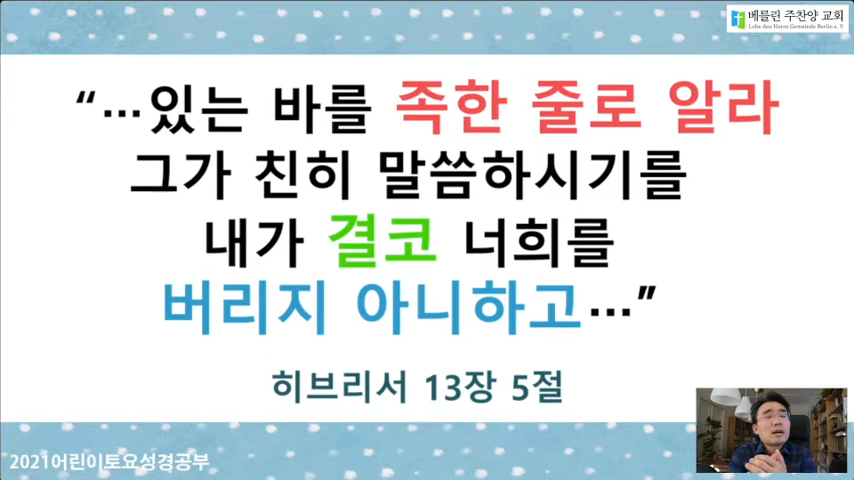 베를린 주찬양 교회
Lobe den Herrn Gemeinde Berlin e. V.
“…있는 바를 족한 줄로 알라
그가 친히 말씀하시기를
내가 결코 너희를
버리지 아니하고…”
히브리서 13장 5절
2021어린이토요성경공부